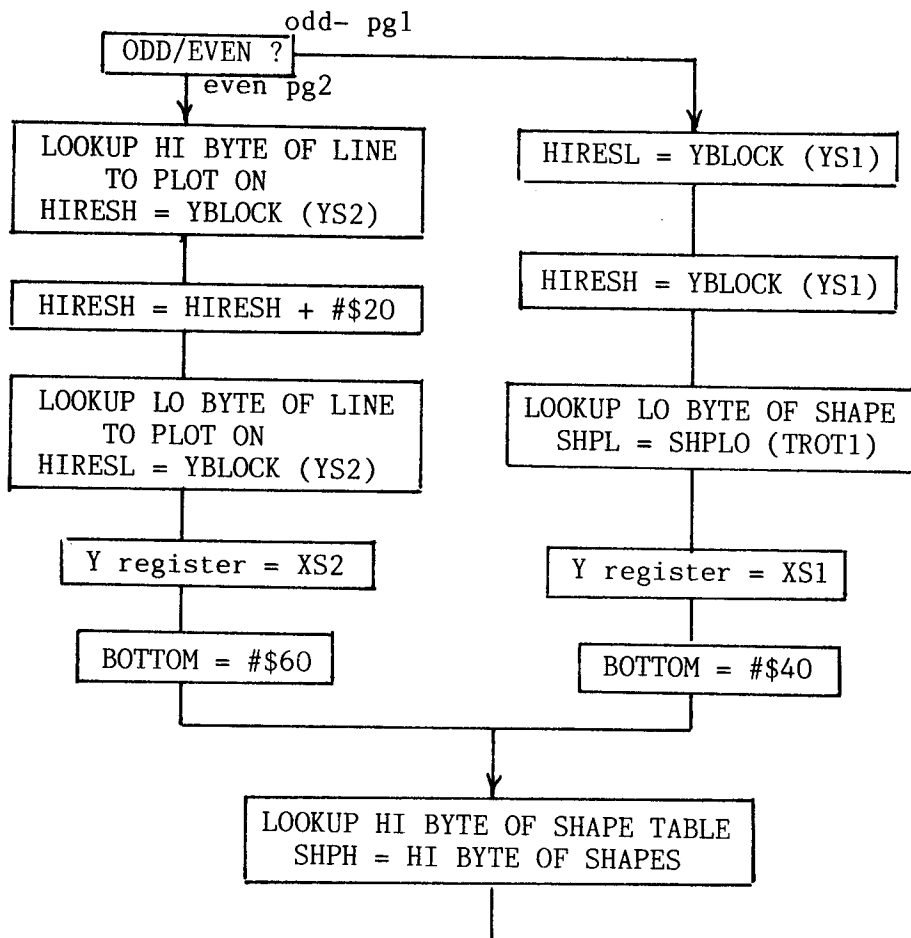 odd- pg1
ODD/EVEN ?
even pg2
LOOKUP HI BYTE OF LINE
TO PLOT ON
HIRESH = YBLOCK (YS2)
HIRESH = HIRESH + #$20
LOOKUP LO BYTE OF LINE
TO PLOT ON
HIRESL = YBLOCK (YS2)
Y register = XS2
BOTTOM = #$60
HIRESL = YBLOCK (YS1)
HIRESH = YBLOCK (YS1)
LOOKUP LO BYTE OF SHAPE
SHPL = SHPLO (TROT1)
Y register = XS1
BOTTOM = #$40
LOOKUP HI BYTE OF SHAPE TABLE
SHPH = HI BYTE OF SHAPES